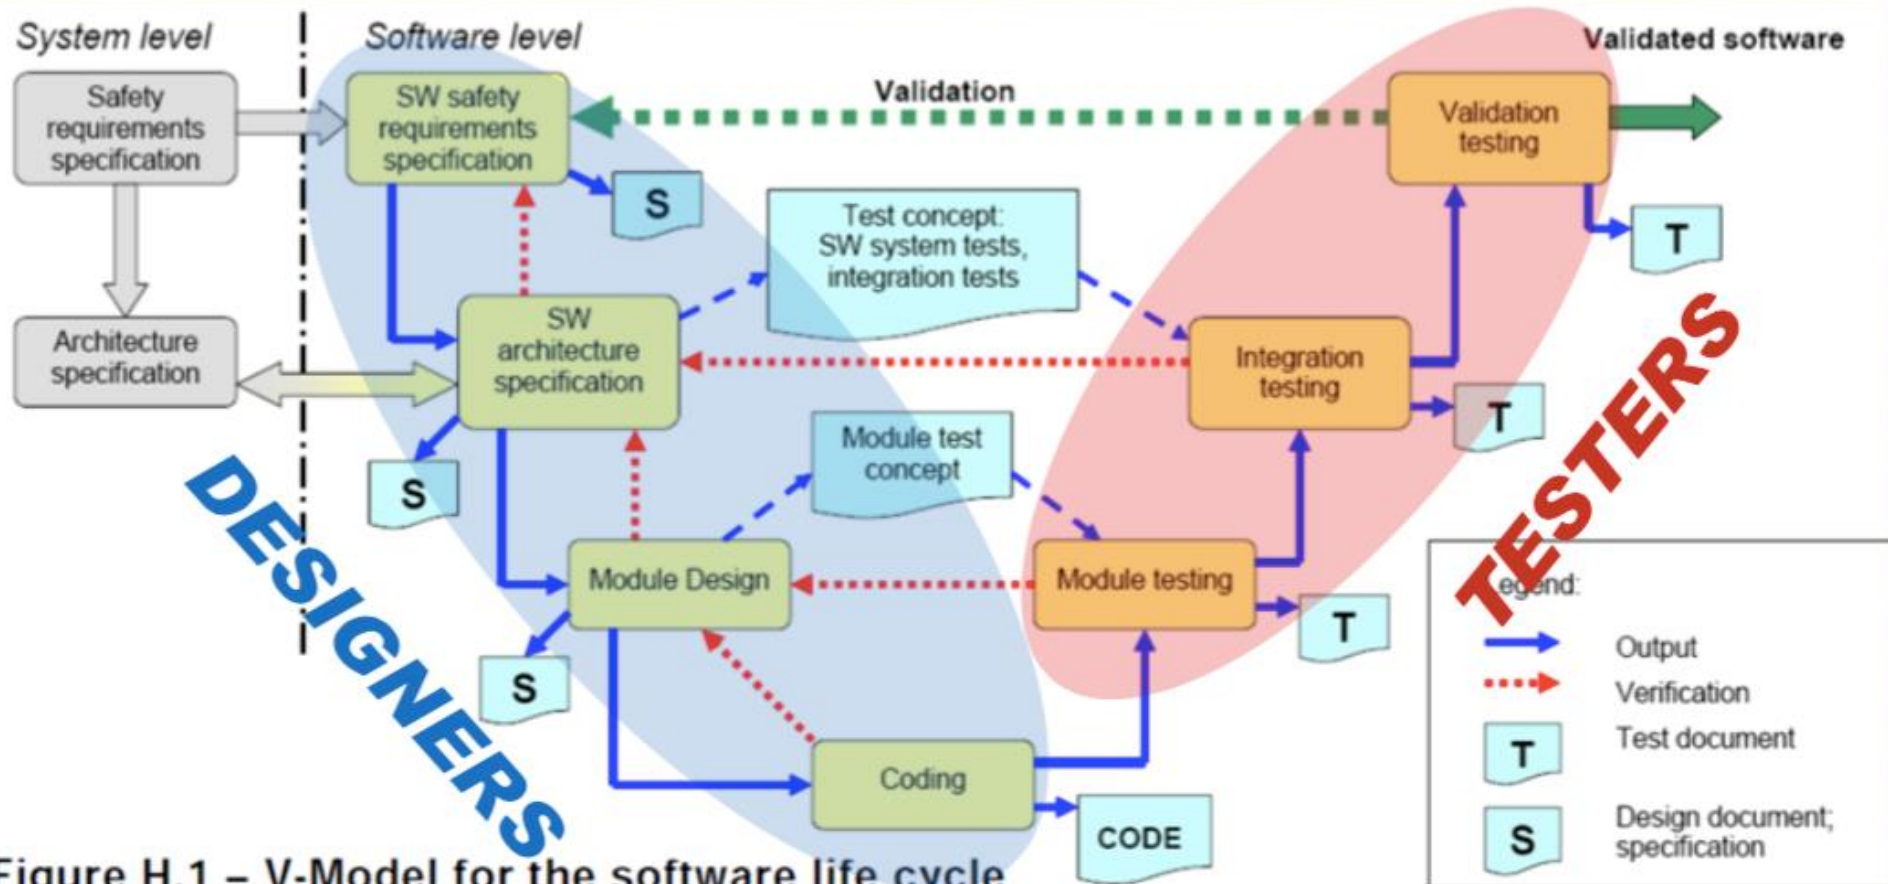 System level
Software level
Validated software
Safety
requirements
specification
SW safety
requirements
specification
Validation
Validation
testing
S
Test concept:
SW system tests,
integration tests
T
Architecture
specification
SW
architecture
specification
Integration
testing
T
Module test
concept
S
DESIGNERS
TESTERS
Module Design
Module testing
T
S
Coding
CODE
egend:
Output
Verification
T
Test document
S
Design document;
specification
Figure H.1 – V-Model for the software life cycle